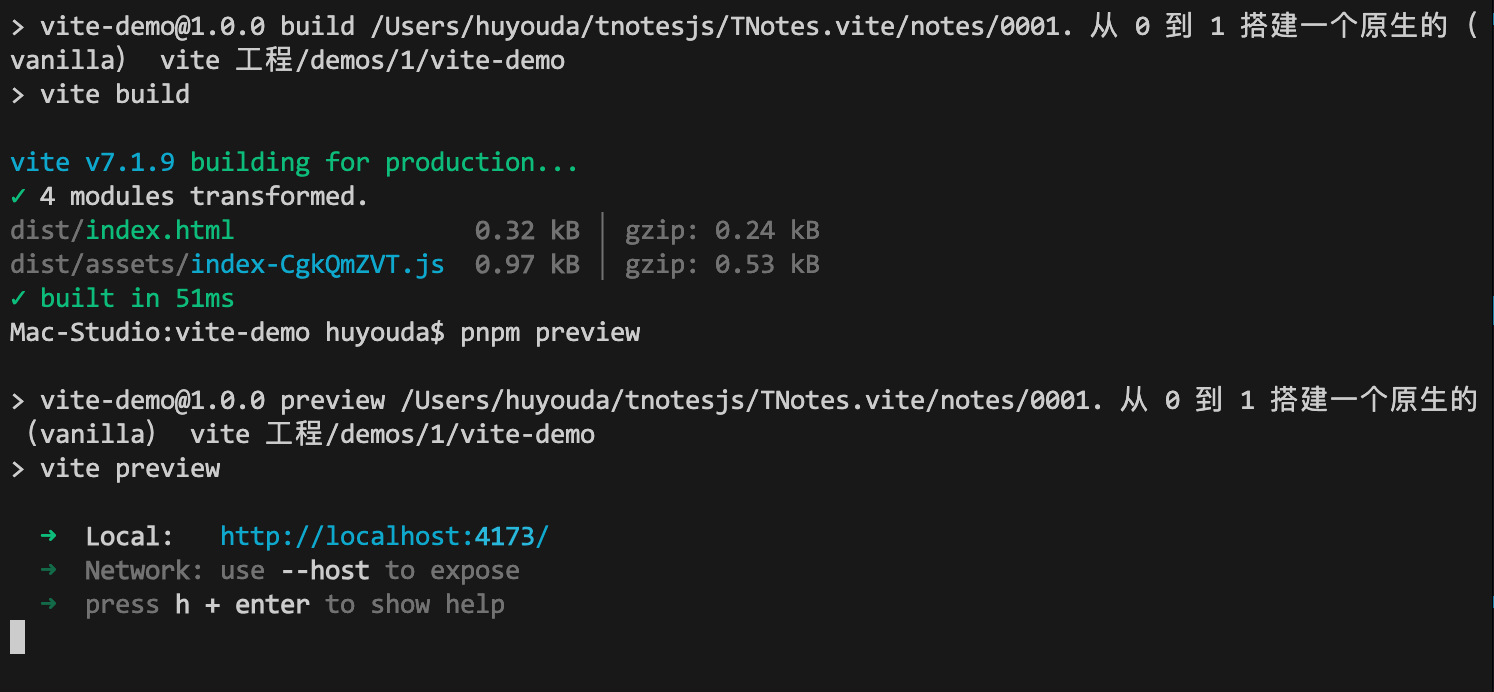 > vite-demo@1.0.0 build /Users/huyouda/tnotesjs/TNotes.vite/notes/0001. 从 0 到 1 搭建一个原生的（
vanilla） vite 工程/demos/1/vite-demo
> vite build
vite v7.1.9 building for production...
✓ 4 modules transformed.
dist/index.html                0.32 kB │ gzip: 0.24 kB
dist/assets/index-CgkQmZVT.js  0.97 kB │ gzip: 0.53 kB
✓ built in 51ms
Mac-Studio:vite-demo huyouda$ pnpm preview
> vite-demo@1.0.0 preview /Users/huyouda/tnotesjs/TNotes.vite/notes/0001. 从 0 到 1 搭建一个原生的
（vanilla） vite 工程/demos/1/vite-demo
> vite preview
➜  Local:   http://localhost:4173/
➜  Network: use --host to expose
➜  press h + enter to show help